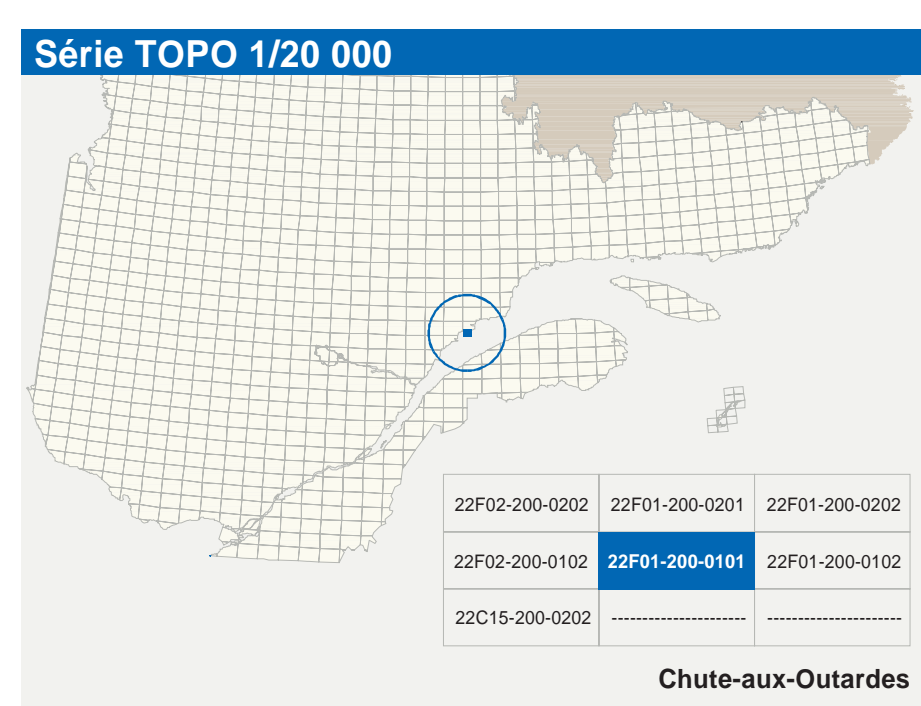 Série TOPO 1/20 000
22F02-200-0202 22F01-200-0201 22F01-200-0202
22F02-200-0102 22F01-200-0101 22F01-200-0102
22C15-200-0202 ---------------------- ----------------------
Chute-aux-Outardes